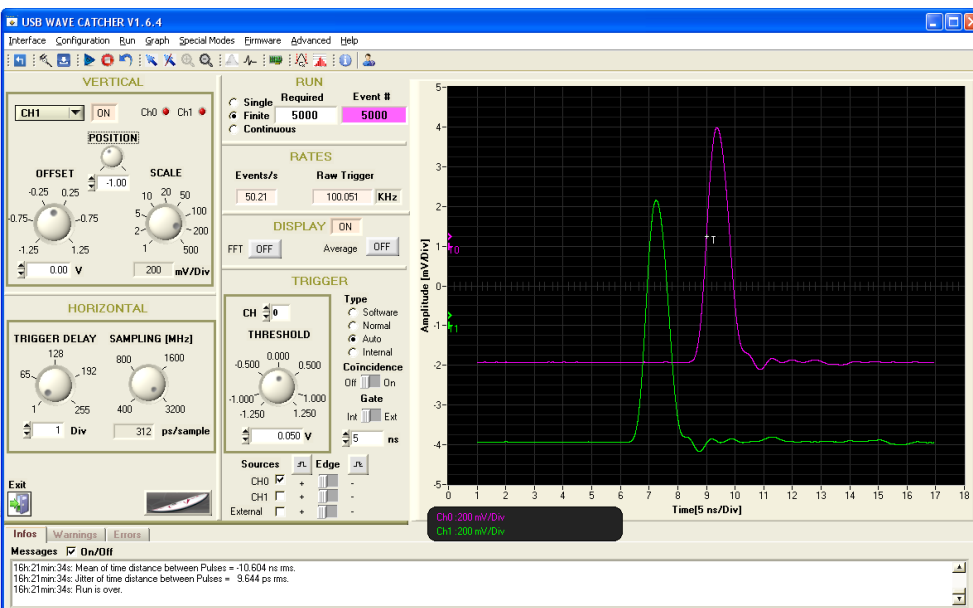 USB WAVE CATCHER V1.6.4
Interface Configuration Run Graph Special Modes Firmware Advanced Help
VERTICAL
CH1 ON Ch0 Ch1
POSITION
-1.00
OFFSET
-0.25 0.25
-0.75 -0.75
-1.25 1.25
0.00 V
SCALE
10 20 50
5 100
2 200
1 500
200 mV/Div
HORIZONTAL
TRIGGER DELAY SAMPLING [MHz]
128
65 192
1 255
1 Div
800 1600
400 3200
312 ps/sample
Exit
RUN
Single
Finite
Continuous
Required Event #
5000 5000
RATES
Events/s Raw Trigger
50.21 100.051 KHz
DISPLAY ON
FFT OFF Average OFF
TRIGGER
CH 0
THRESHOLD
0.000
-0.500 0.500
-1.000 1.000
-1.250 1.250
0.050 V
Type
Software
Normal
Auto
Internal
Coincidence
Off On
Gate
Int Ext
5 ns
Sources Edge
CH0 + -
CH1 + -
External + -
Amplitude [mV/Div]
5
4
3
2
1
0
-1
-2
-3
-4
-5
T0
T1
T
0 1 2 3 4 5 6 7 8 9 10 11 12 13 14 15 16 17 18
Time[5 ns/Div]
Ch0 :200 mV/Div
Ch1 :200 mV/Div
Infos Warnings Errors
Messages On/Off
16h:21min:34s: Mean of time distance between Pulses = -10.604 ns rms.
16h:21min:34s: Jitter of time distance between Pulses = 9.644 ps rms.
16h:21min:34s: Run is over.